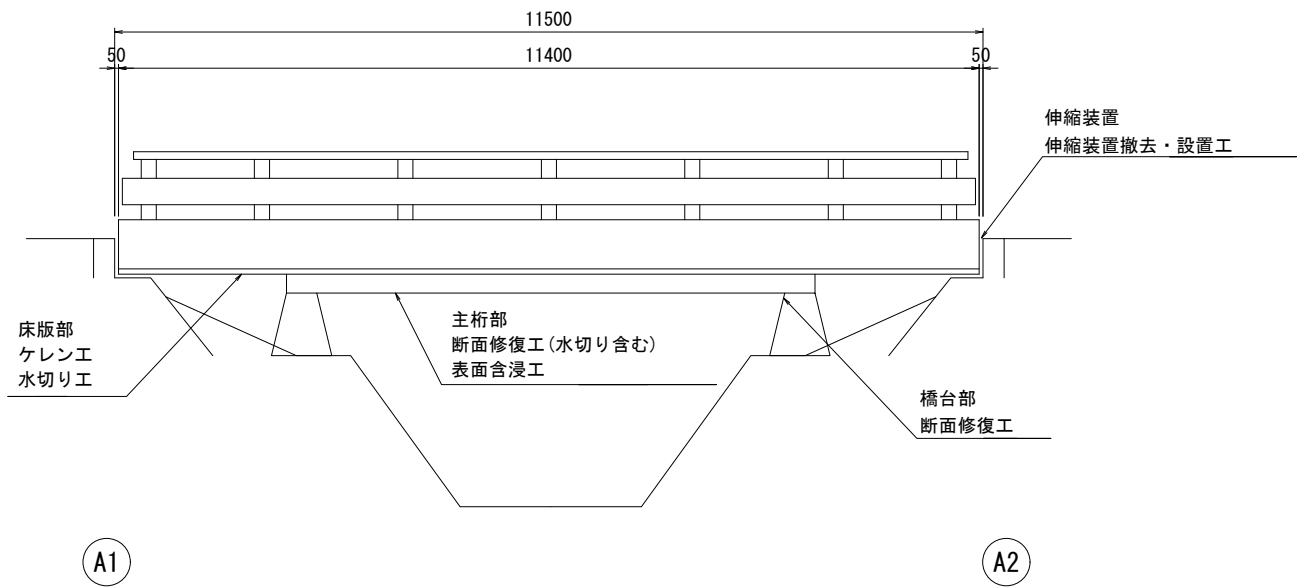 11500
50
11400
50
伸縮装置
伸縮装置撤去・設置工
床版部
ケレン工
水切り工
主桁部
断面修復工(水切り含む)
表面含浸工
橋台部
断面修復工
A1
A2